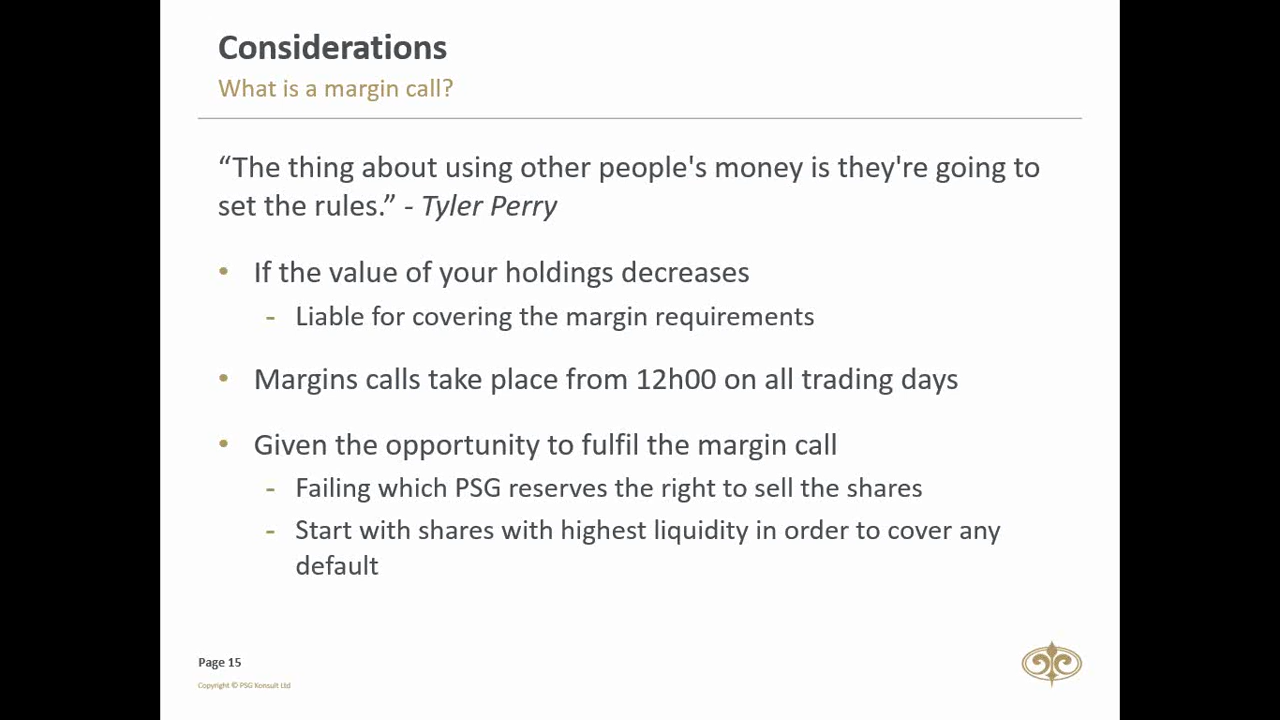 Considerations
What is a margin call?
“The thing about using other people's money is they're going to
set the rules.” - Tyler Perry
• If the value of your holdings decreases
- Liable for covering the margin requirements
• Margins calls take place from 12h00 on all trading days
• Given the opportunity to fulfil the margin call
- Failing which PSG reserves the right to sell the shares
- Start with shares with highest liquidity in order to cover any
default
Page 15
Copyright © PSG Konsult Ltd